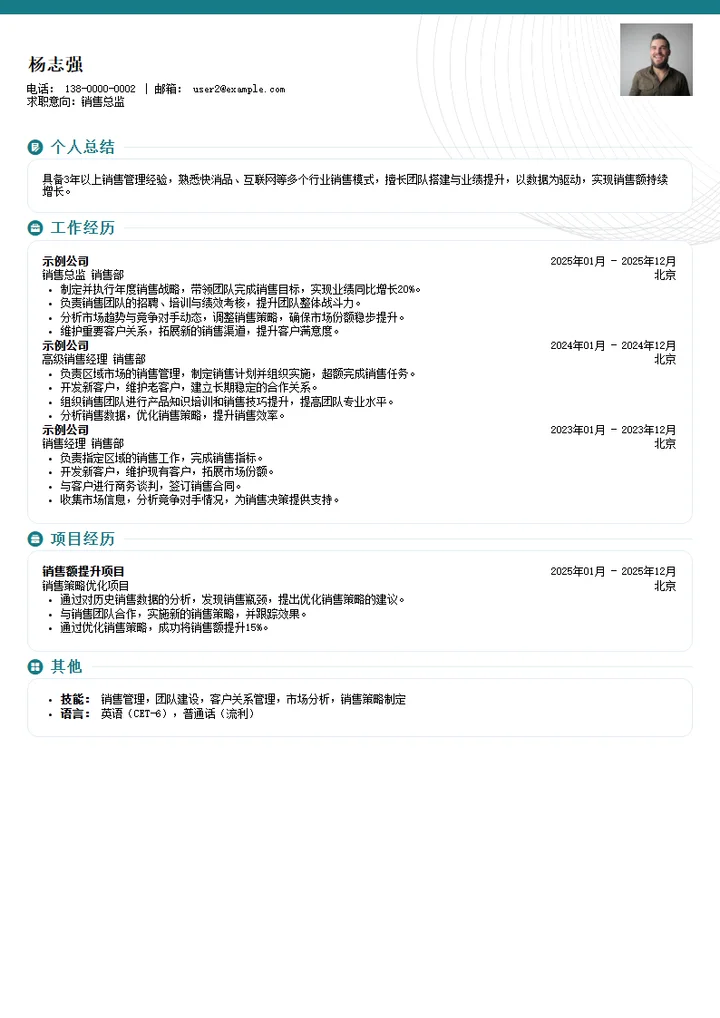 杨志强
电话： 138-0000-0002 | 邮箱： user2@example.com
求职意向：销售总监
个人总结
具备3年以上销售管理经验，熟悉快消品、互联网等多个行业销售模式，擅长团队搭建与业绩提升，以数据为驱动，实现销售额持续
增长。
工作经历
示例公司 2025年01月 - 2025年12月
销售总监 销售部 北京
• 制定并执行年度销售战略，带领团队完成销售目标，实现业绩同比增长20%。
• 负责销售团队的招聘、培训与绩效考核，提升团队整体战斗力。
• 分析市场趋势与竞争对手动态，调整销售策略，确保市场份额稳步提升。
• 维护重要客户关系，拓展新的销售渠道，提升客户满意度。
示例公司 2024年01月 - 2024年12月
高级销售经理 销售部 北京
• 负责区域市场的销售管理，制定销售计划并组织实施，超额完成销售任务。
• 开发新客户，维护老客户，建立长期稳定的合作关系。
• 组织销售团队进行产品知识培训和销售技巧提升，提高团队专业水平。
• 分析销售数据，优化销售策略，提升销售效率。
示例公司 2023年01月 - 2023年12月
销售经理 销售部 北京
• 负责指定区域的销售工作，完成销售指标。
• 开发新客户，维护现有客户，拓展市场份额。
• 与客户进行商务谈判，签订销售合同。
• 收集市场信息，分析竞争对手情况，为销售决策提供支持。
项目经历
销售额提升项目 2025年01月 - 2025年12月
销售策略优化项目 北京
• 通过对历史销售数据的分析，发现销售瓶颈，提出优化销售策略的建议。
• 与销售团队合作，实施新的销售策略，并跟踪效果。
• 通过优化销售策略，成功将销售额提升15%。
其他
• 技能： 销售管理，团队建设，客户关系管理，市场分析，销售策略制定
• 语言： 英语（CET-6），普通话（流利）